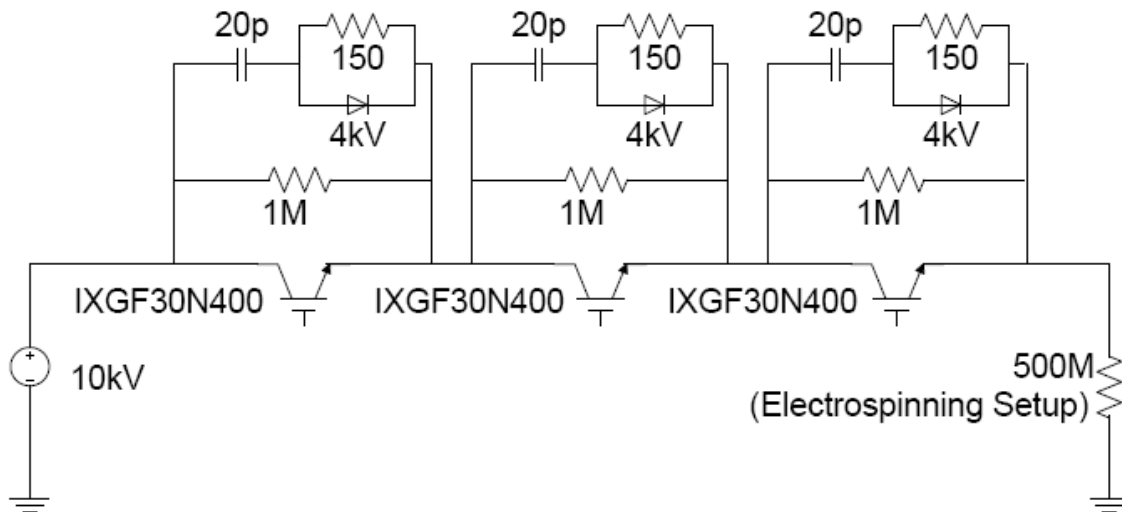 20p
150
4kV
20p
150
4kV
20p
150
4kV
1M
1M
1M
IXGF30N400
IXGF30N400
IXGF30N400
+
-
10kV
500M
(Electrospinning Setup)